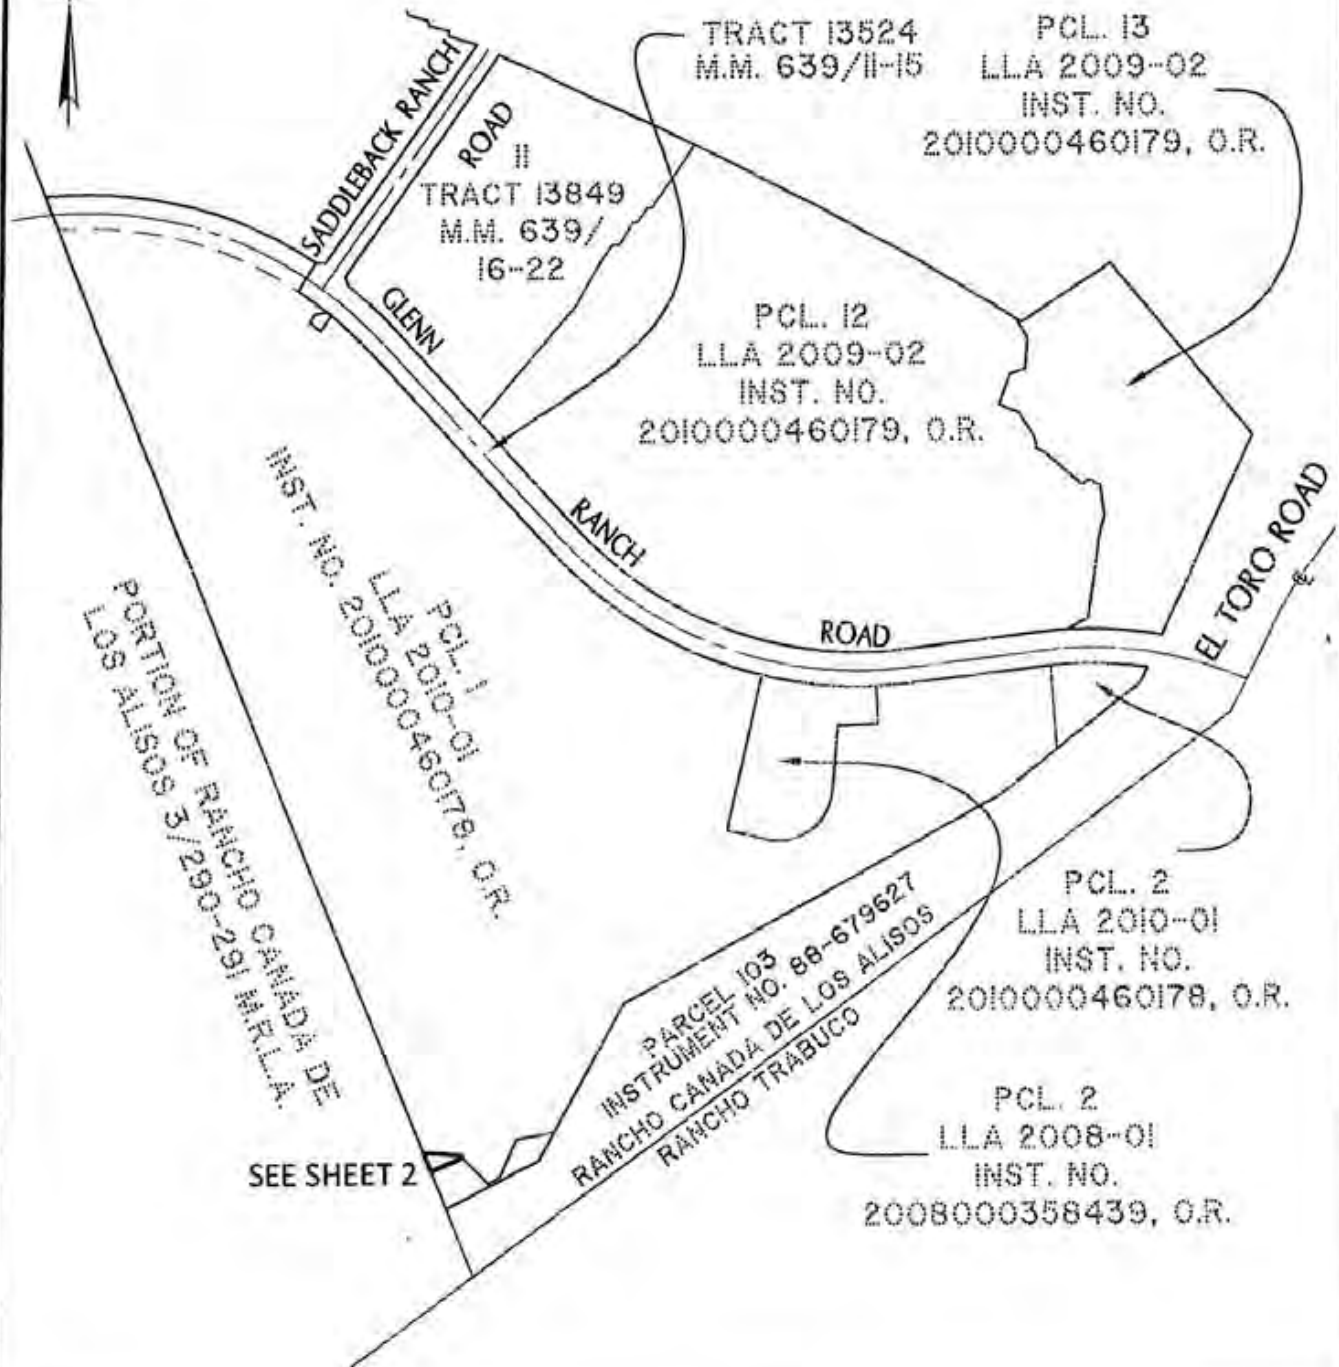 TRACT 13524
M.M. 639/11-15
PCL. 13
LLA 2009-02
INST. NO.
2010000460179, O.R.
SADDLEBACK RANCH
ROAD
11
TRACT 13849
M.M. 639/
16-22
GLENN
PCL. 12
LLA 2009-02
INST. NO.
2010000460179, O.R.
RANCH
ROAD
EL TORO ROAD
PCL. 1
LLA 2010-01
INST. NO. 2010000460178, O.R.
PORTION OF RANCHO CANADA DE
LOS ALISOS 3/290-291 M.R.L.A.
PCL. 2
LLA 2010-01
INST. NO.
2010000460178, O.R.
PARCEL 103
INSTRUMENT NO. 88-679627
RANCHO CANADA DE LOS ALISOS
RANCHO TRABUCO
PCL. 2
LLA 2008-01
INST. NO.
2008000358439, O.R.
SEE SHEET 2